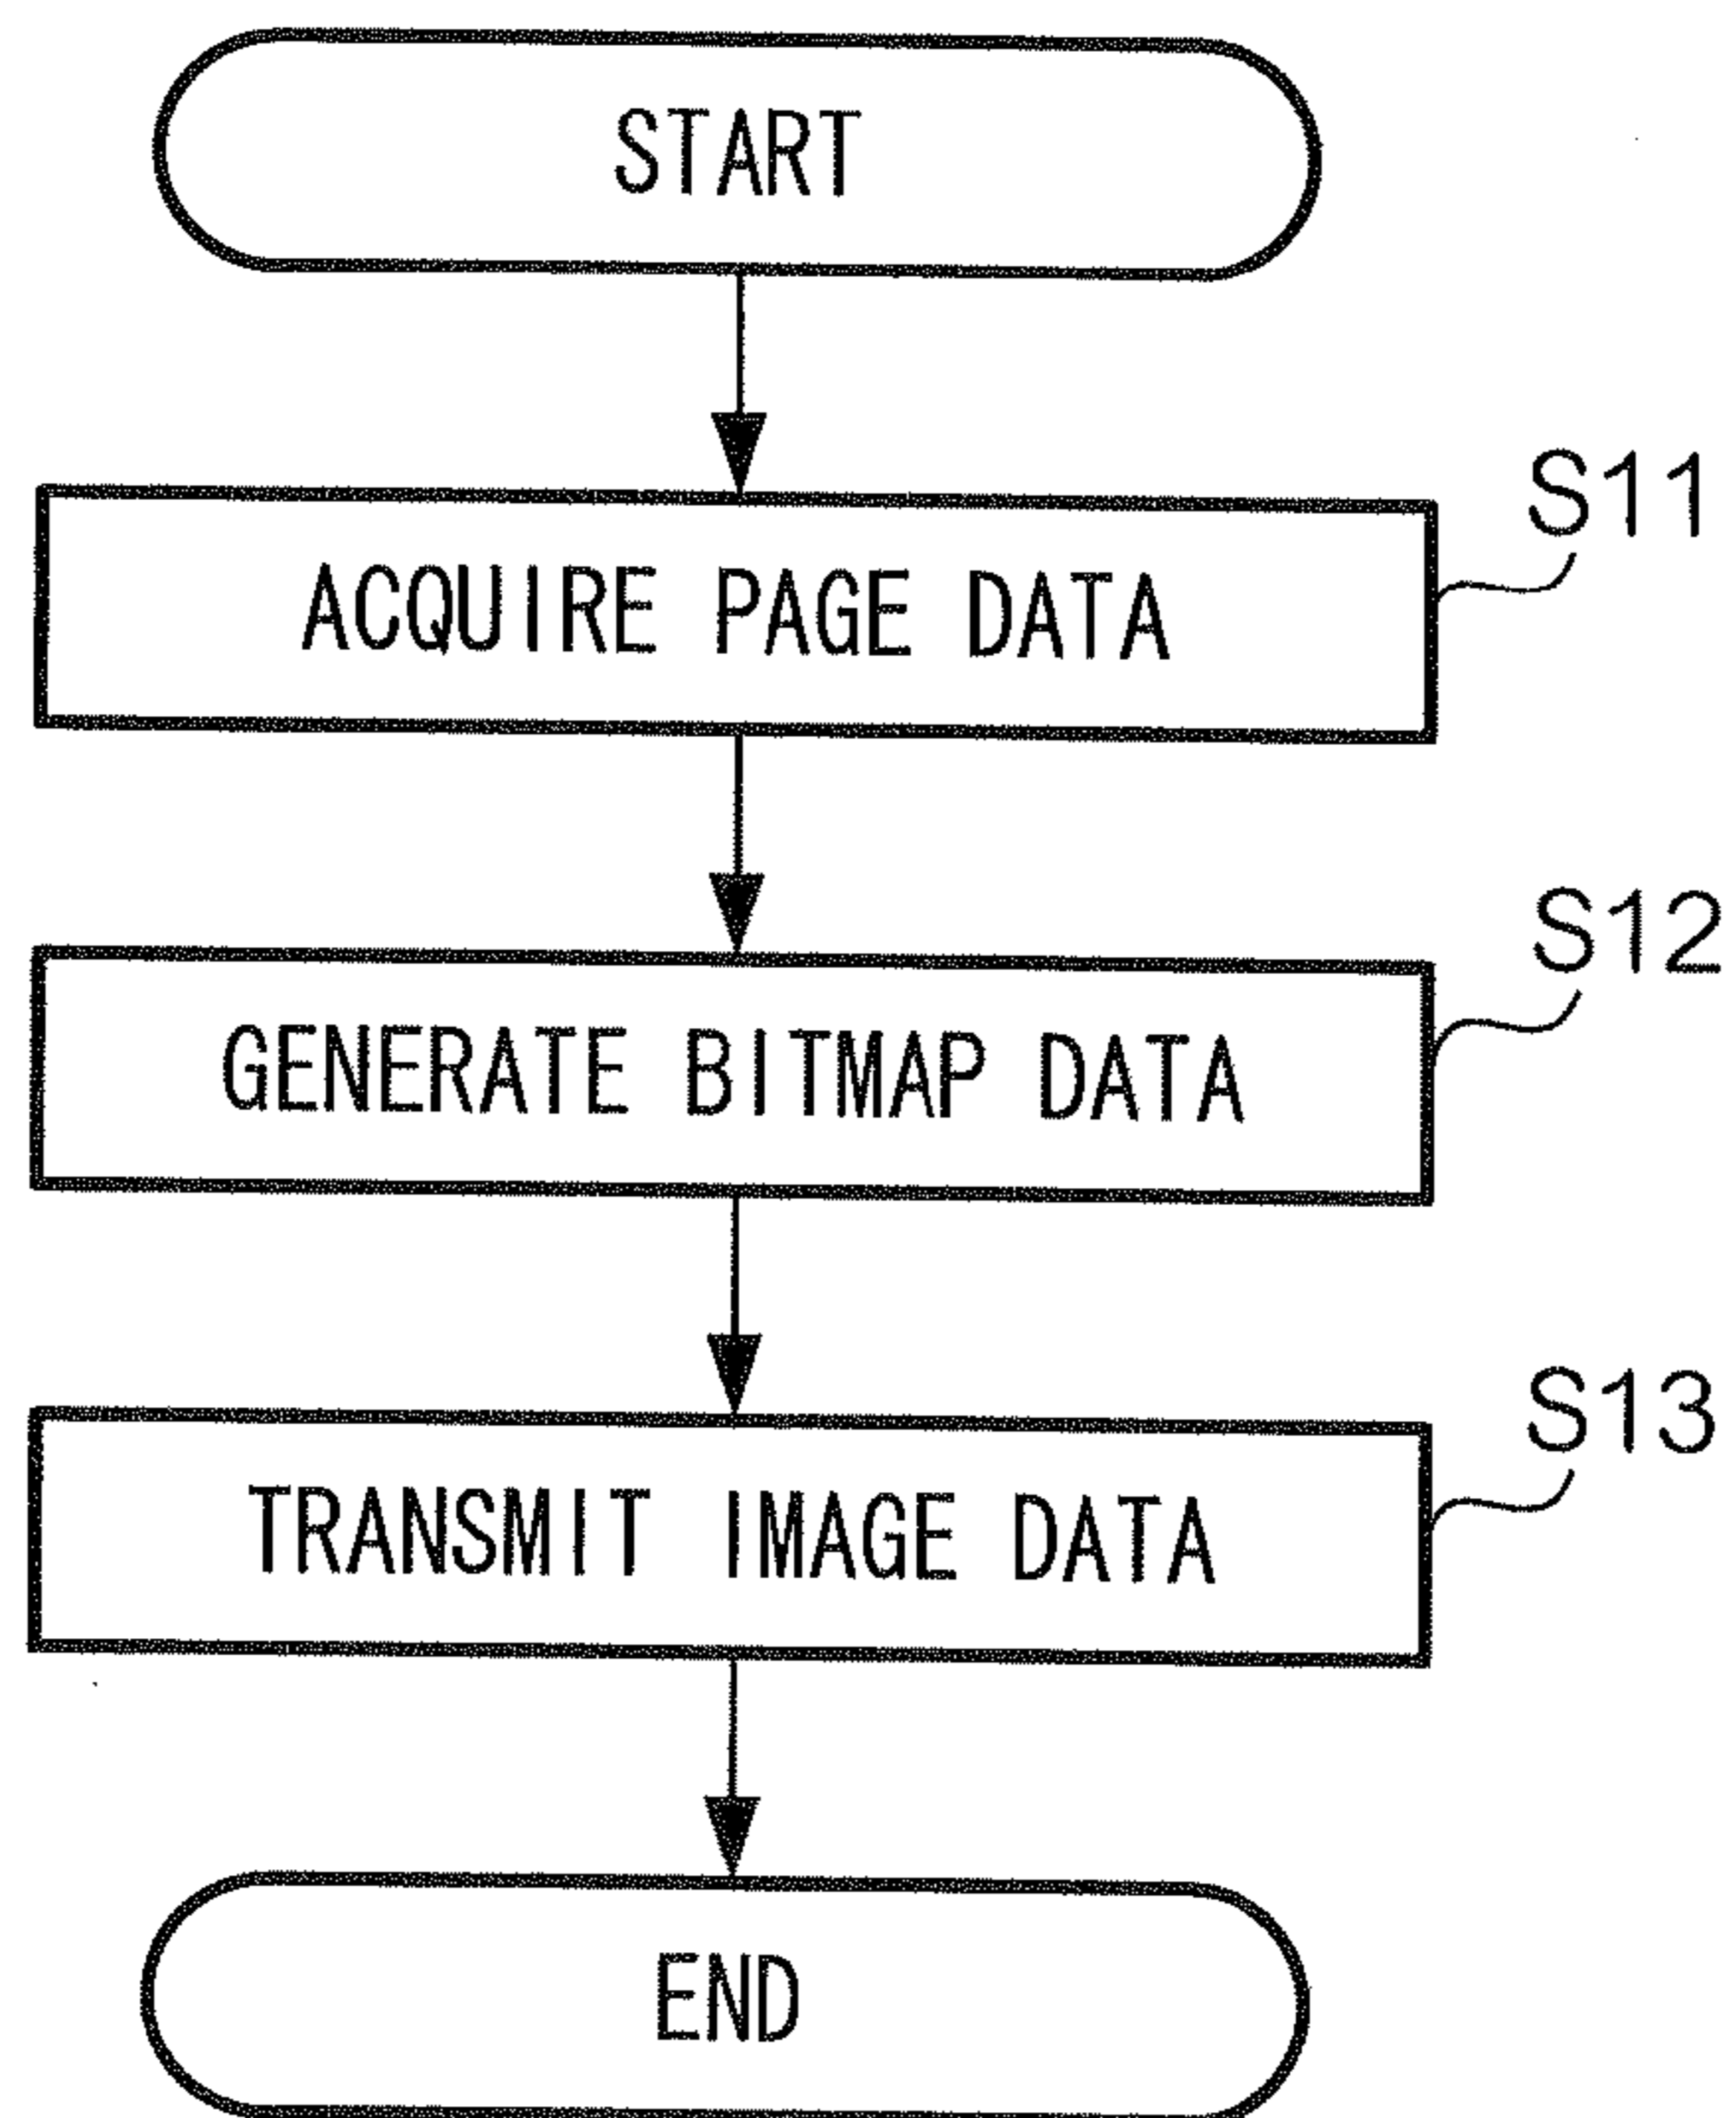 START
S11
ACQUIRE PAGE DATA
S12
GENERATE BITMAP DATA
S13
TRANSMIT IMAGE DATA
END